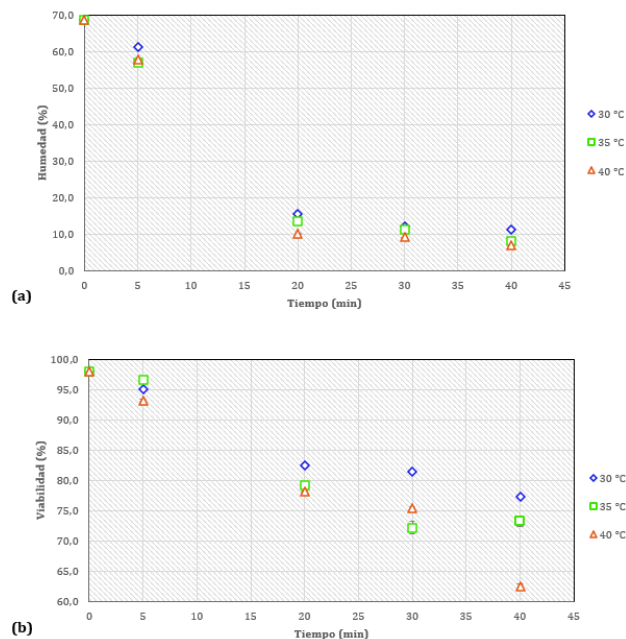 70,0
60,0
50,0
40,0
30,0
20,0
10,0
0,0
Humedad (%)
0 5 10 15 20 25 30 35 40 45
Tiempo (min)
30 °C
35 °C
40 °C
(a)
100,0
95,0
90,0
85,0
80,0
75,0
70,0
65,0
60,0
Viabilidad (%)
0 5 10 15 20 25 30 35 40 45
Tiempo (min)
30 °C
35 °C
40 °C
(b)